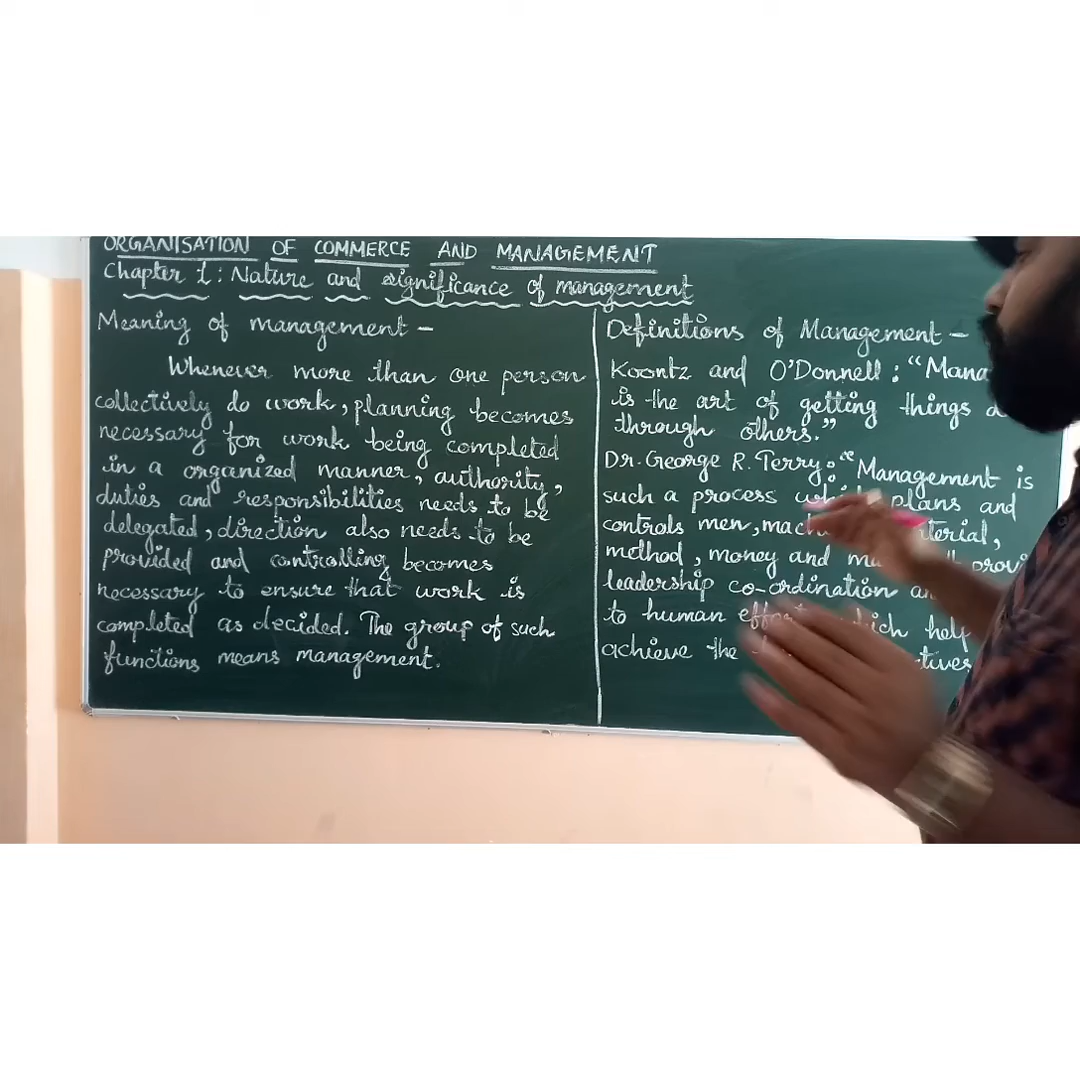 ORGANISATION OF COMMERCE AND MANAGEMENT
Chapter 1: Nature and significance of management
Meaning of management –
Whenever more than one person
collectively do work, planning becomes
necessary for work being completed
in a organized manner, authority,
duties and responsibilities needs to be
delegated, direction also needs to be
provided and controlling becomes
necessary to ensure that work is
completed as decided. The group of such
functions means management.
Definitions of Management –
Koontz and O'Donnell : "Mana
is the art of getting things
through others."
Dr. George R. Terry : "Management is
such a process plans and
controls men,
method, money and
leadership co-ordination
to human help
achieve the